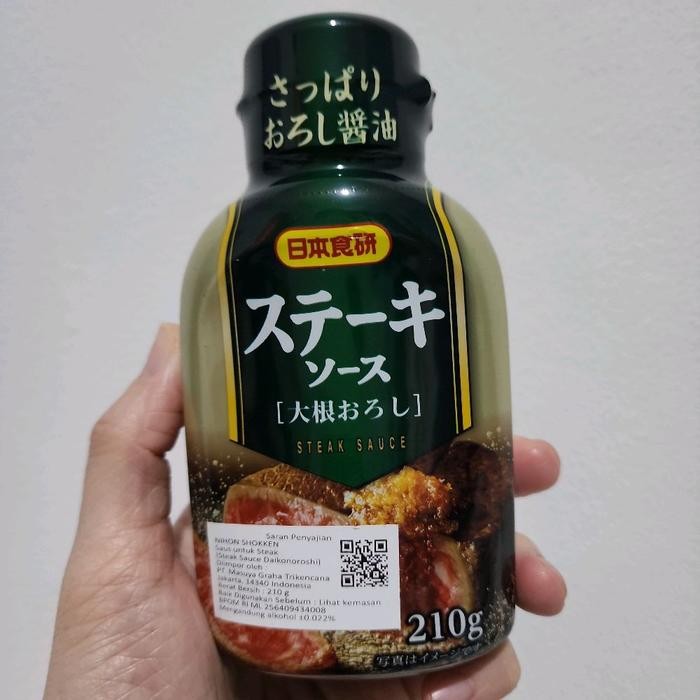 さっぱり
おろし醤油
日本食研
ステーキ
ソース
[大根おろし]
STEAK SAUCE
Saran Penyajian
NIHON SHOKKEN
Saus untuk Steak
(Steak Sauce Daikonoroshi)
Diimpor oleh :
PT. Masuya Graha Trikencana
Jakarta, 14340 Indonesia
Berat Bersih : 210 g
Baik Digunakan Sebelum : Lihat kemasan
BPOM RI ML 256409434008
Mengandung alkohol ±0.022%
210g
写真はイメージです